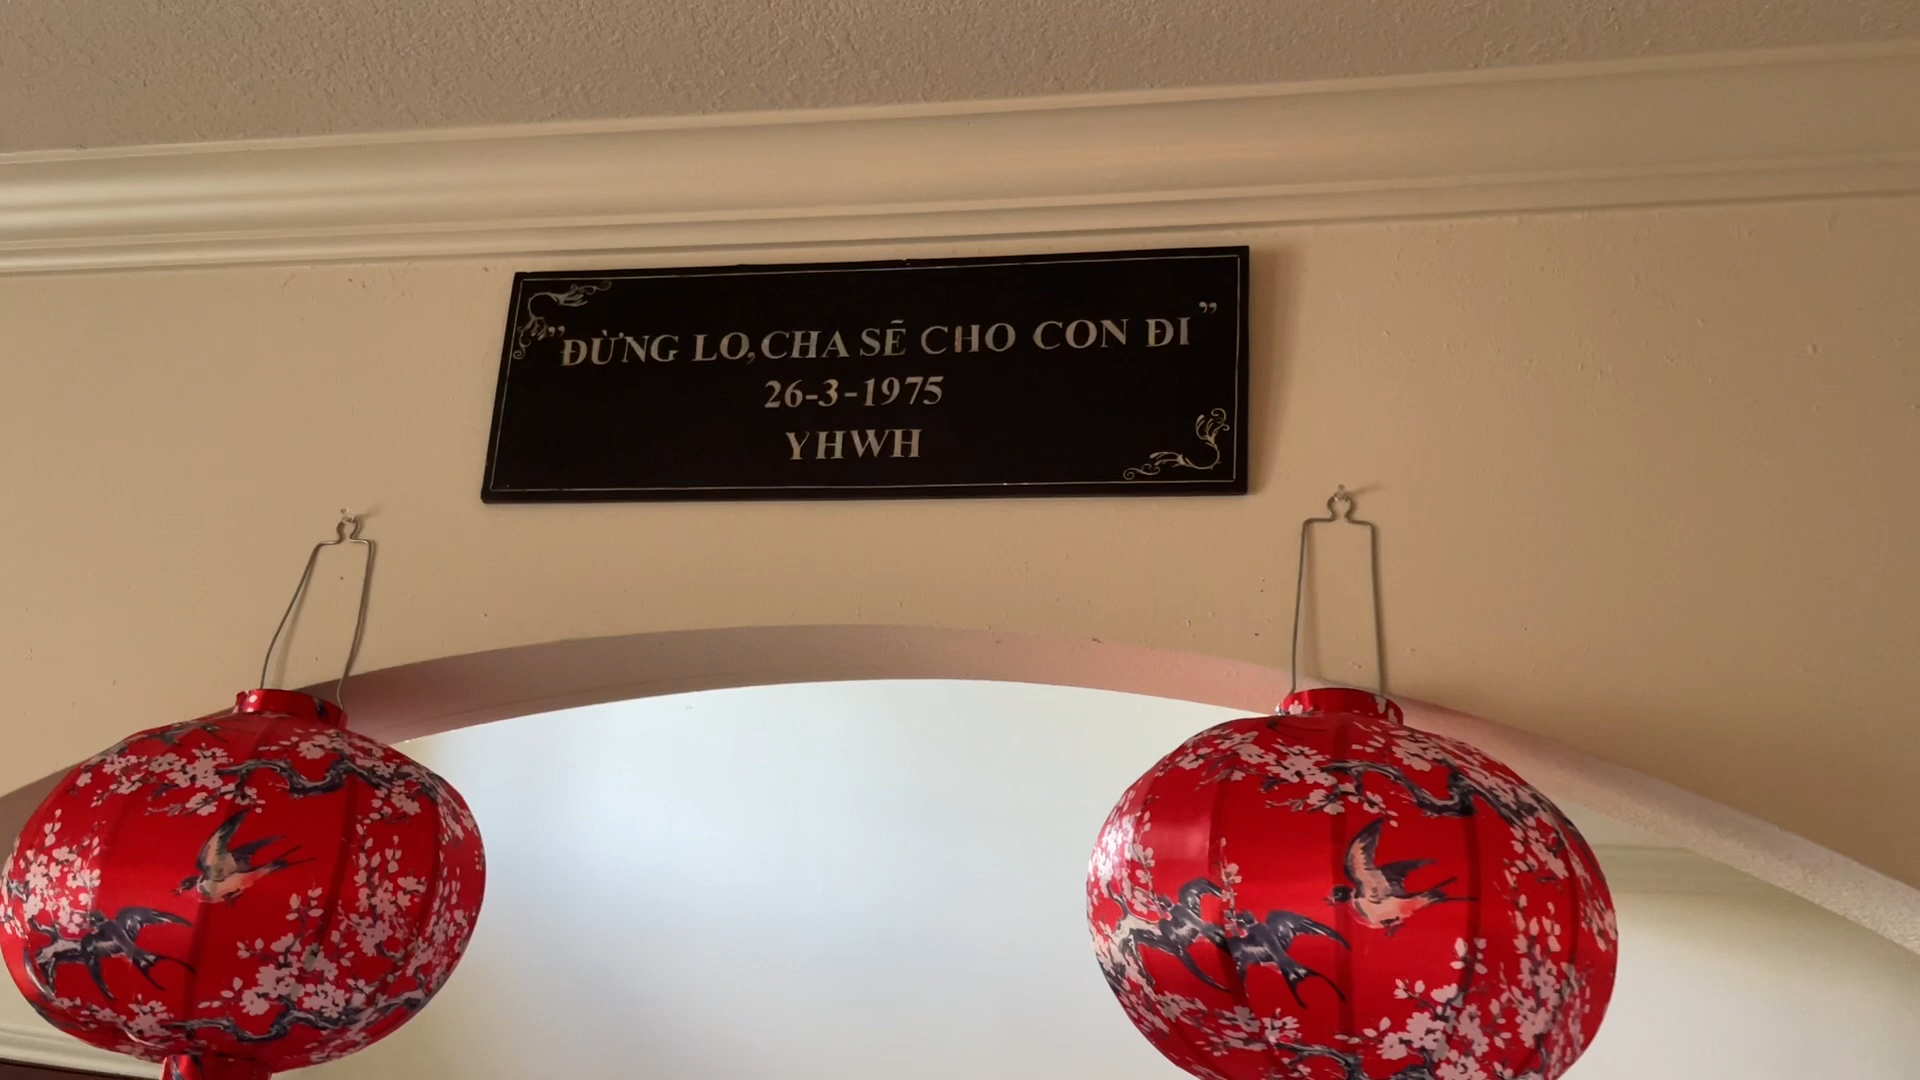 ”ĐỪNG LO, CHA SẼ CHO CON ĐI”
26-3-1975
YHWH